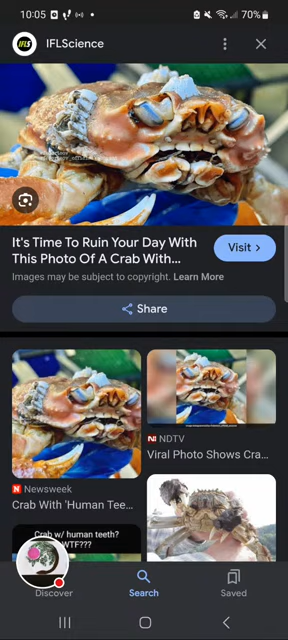 10:05
70%
IFLS
IFLScience
It's Time To Ruin Your Day With
This Photo Of A Crab With...
Visit >
Images may be subject to copyright. Learn More
Share
N Newsweek
Crab With 'Human Tee...
NDTV
Viral Photo Shows Cra...
Crab w/ human teeth?
WTF???
Discover
Search
Saved